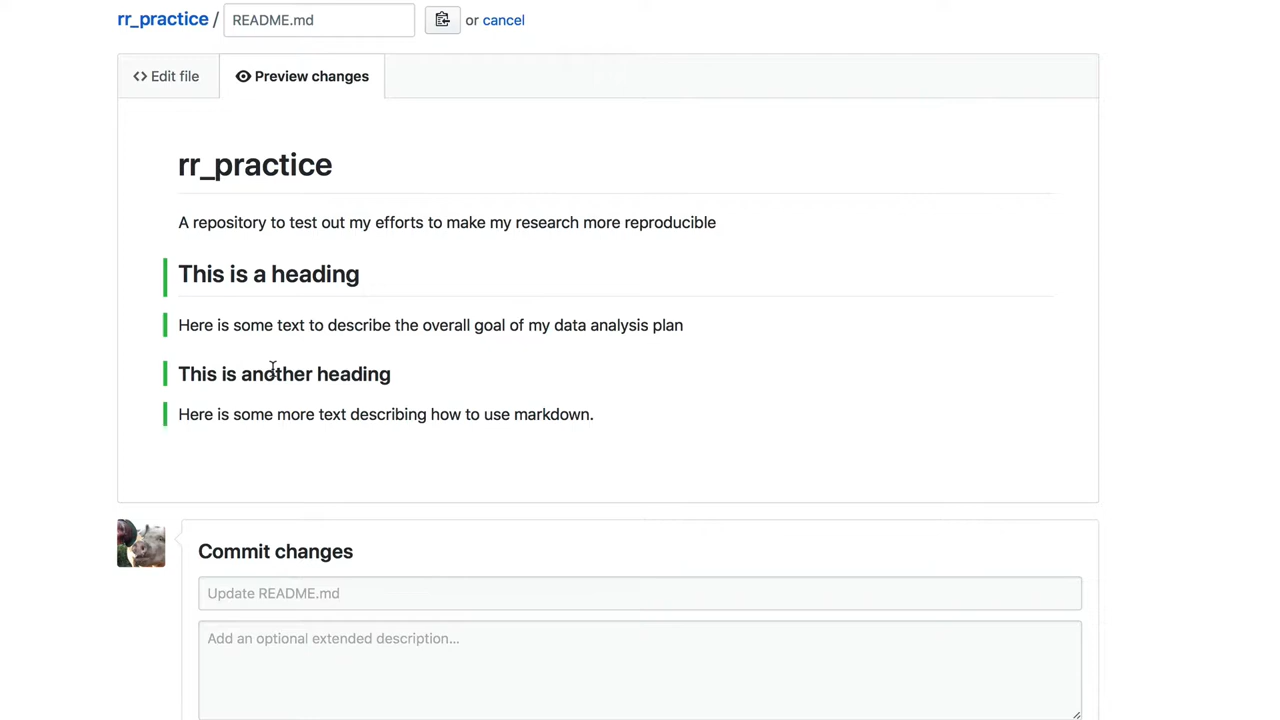 rr_practice / README.md or cancel
Edit file Preview changes
rr_practice
A repository to test out my efforts to make my research more reproducible
This is a heading
Here is some text to describe the overall goal of my data analysis plan
This is another heading
Here is some more text describing how to use markdown.
Commit changes
Update README.md
Add an optional extended description...